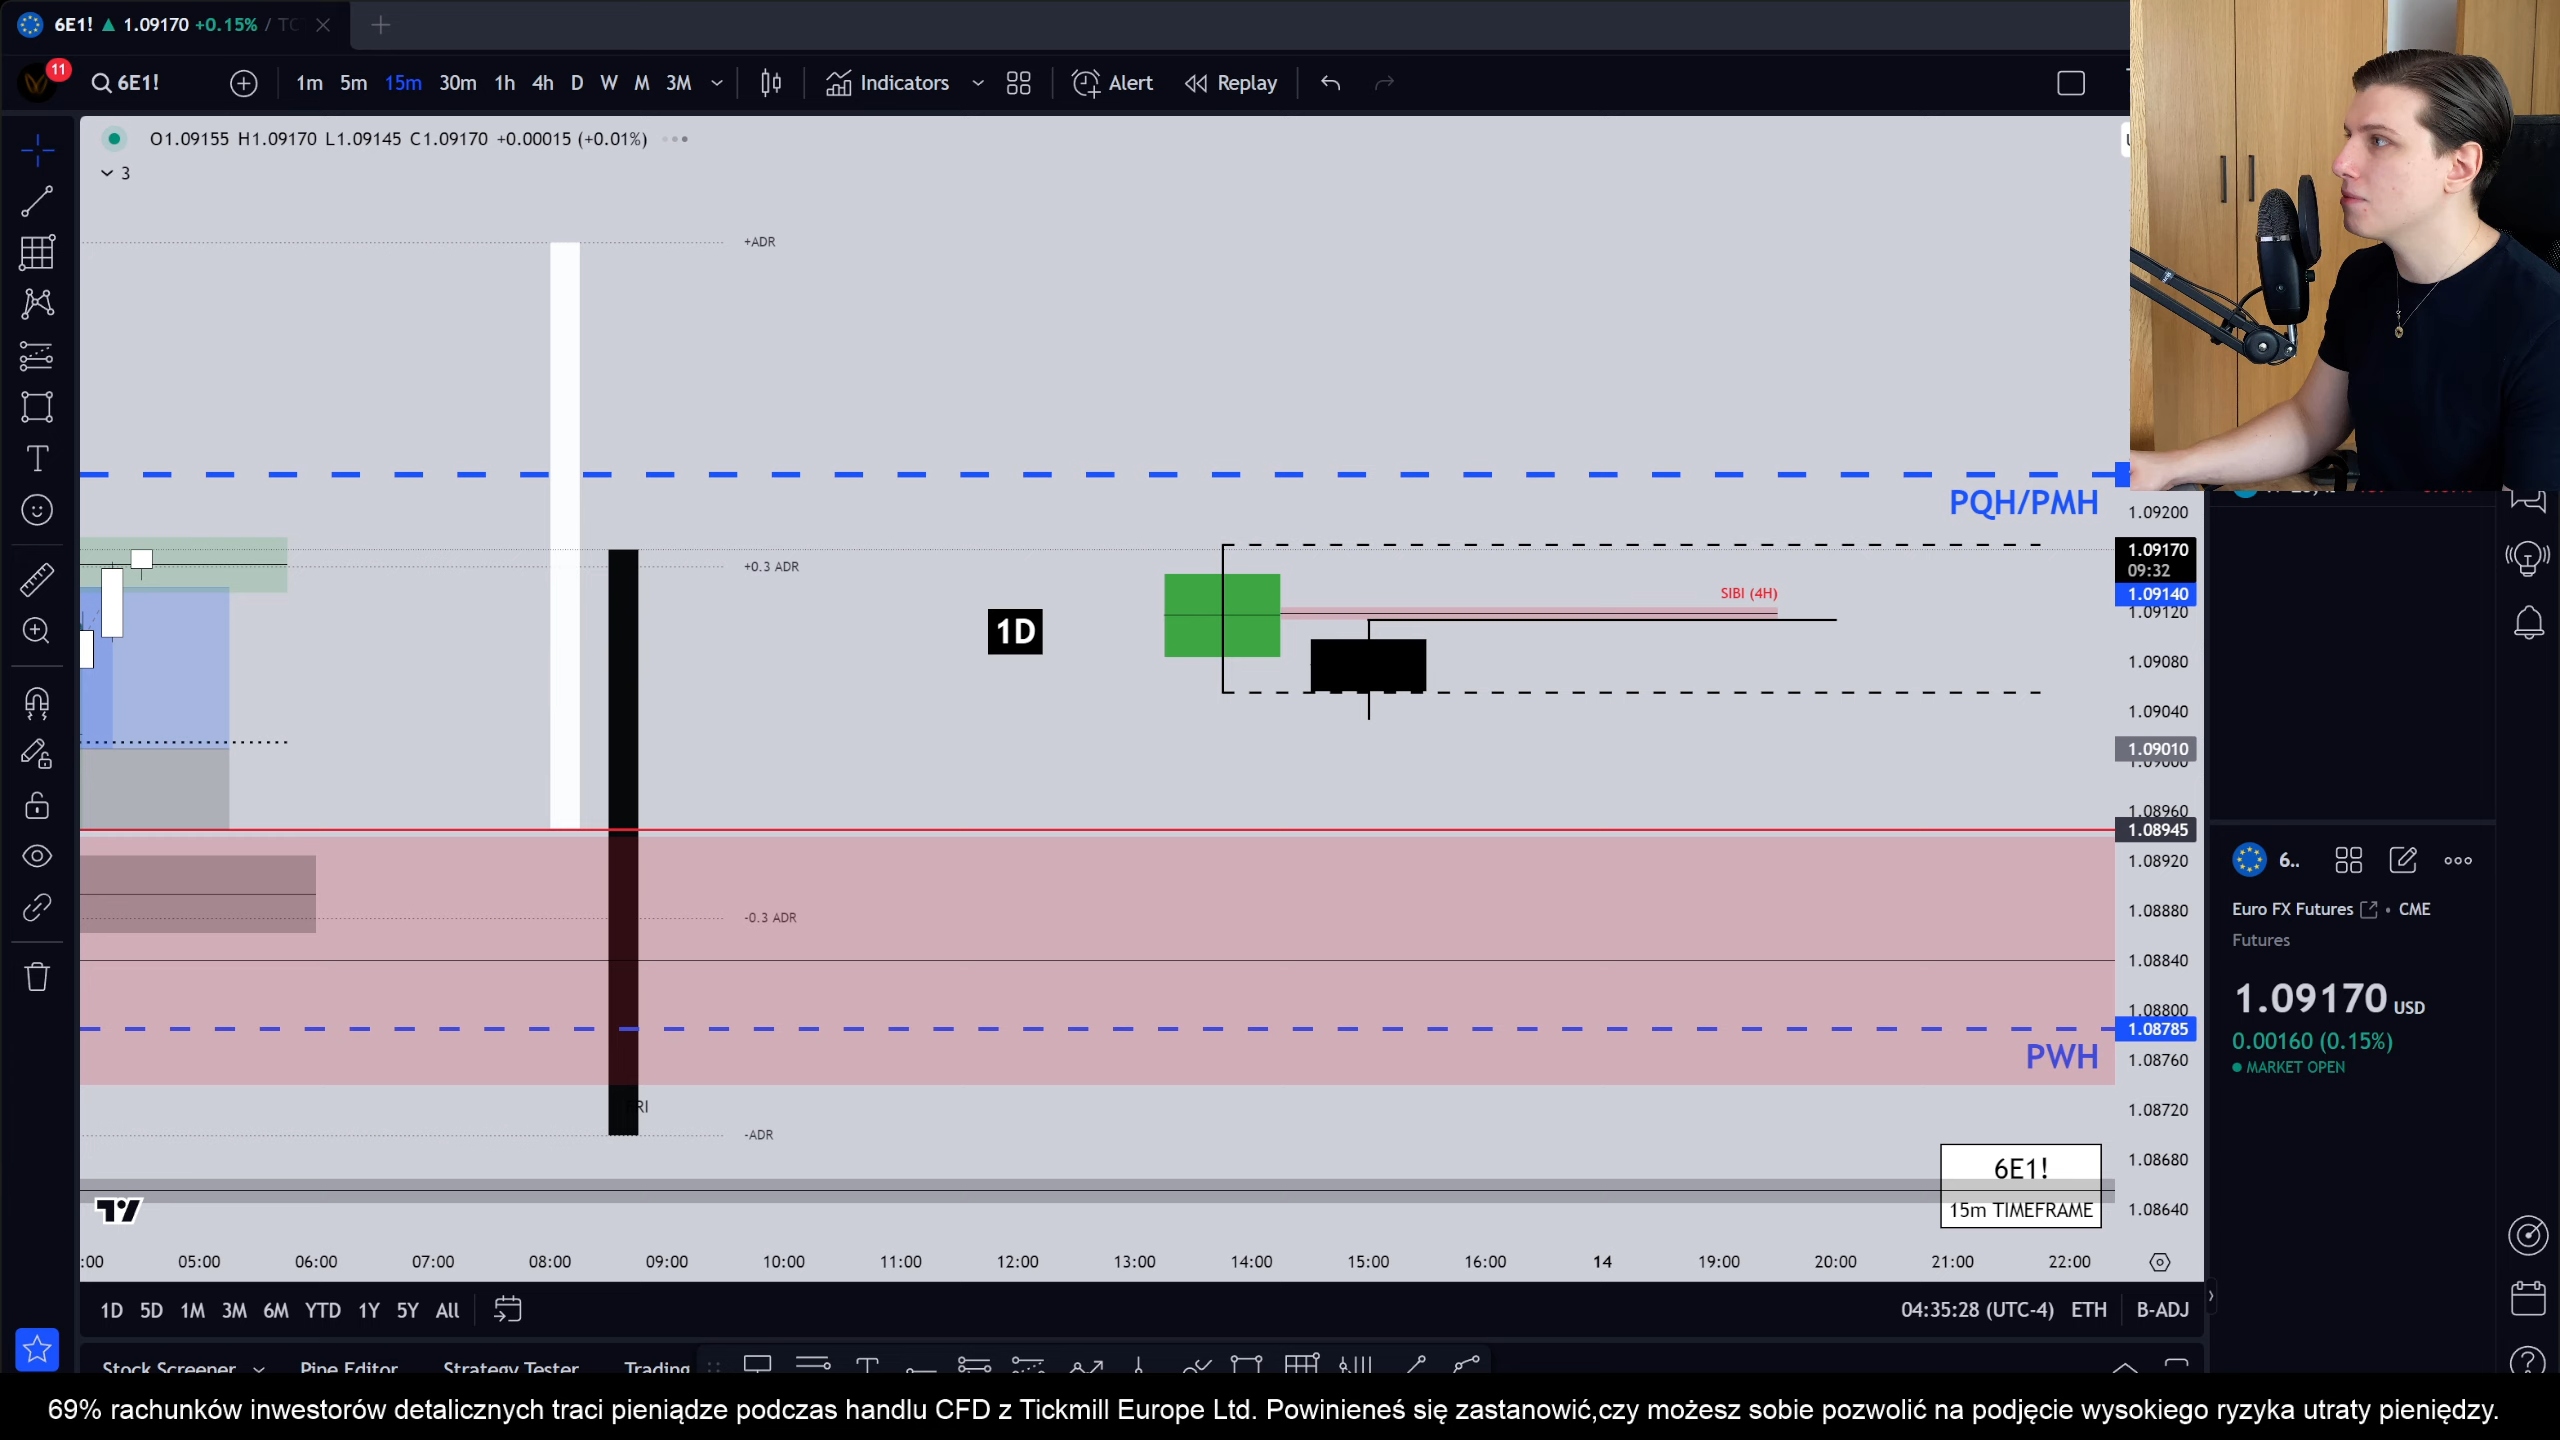 6E1! ▲ 1.09170 +0.15% /
11
6E1!
1m 5m 15m 30m 1h 4h D W M 3M
Indicators
Alert
Replay
O1.09155 H1.09170 L1.09145 C1.09170 +0.00015 (+0.01%)
3
+ADR
PQH/PMH
1.09200
1.09170
09:32
+0.3 ADR
SIBI (4H)
1.09140
1.09120
1D
1.09080
1.09040
1.09010
1.09000
1.08960
1.08945
1.08920
-0.3 ADR
1.08880
1.08840
1.08800
1.08785
PWH
1.08760
RI
1.08720
-ADR
1.08680
6E1!
15m TIMEFRAME
1.08640
:00 05:00 06:00 07:00 08:00 09:00 10:00 11:00 12:00 13:00 14:00 15:00 16:00 14 19:00 20:00 21:00 22:00
6..
Euro FX Futures • CME
Futures
1.09170 USD
0.00160 (0.15%)
MARKET OPEN
1D 5D 1M 3M 6M YTD 1Y 5Y All
04:35:28 (UTC-4) ETH B-ADJ
Stock Screener Pine Editor Strategy Tester Trading
69% rachunków inwestorów detalicznych traci pieniądze podczas handlu CFD z Tickmill Europe Ltd. Powinieneś się zastanowić,czy możesz sobie pozwolić na podjęcie wysokiego ryzyka utraty pieniędzy.